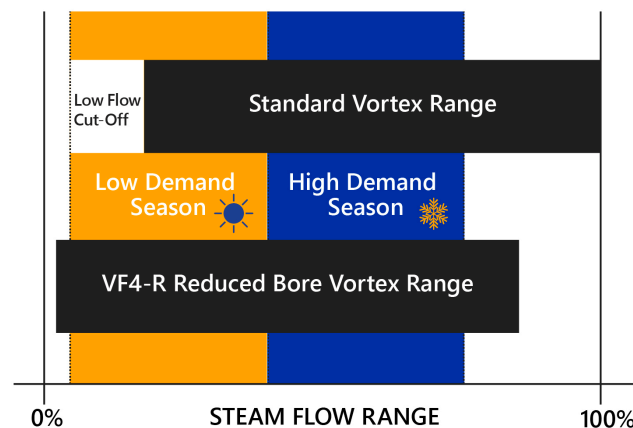 Low Flow
Cut-Off
Standard Vortex Range
Low Demand
Season
High Demand
Season
VF4-R Reduced Bore Vortex Range
0%
STEAM FLOW RANGE
100%